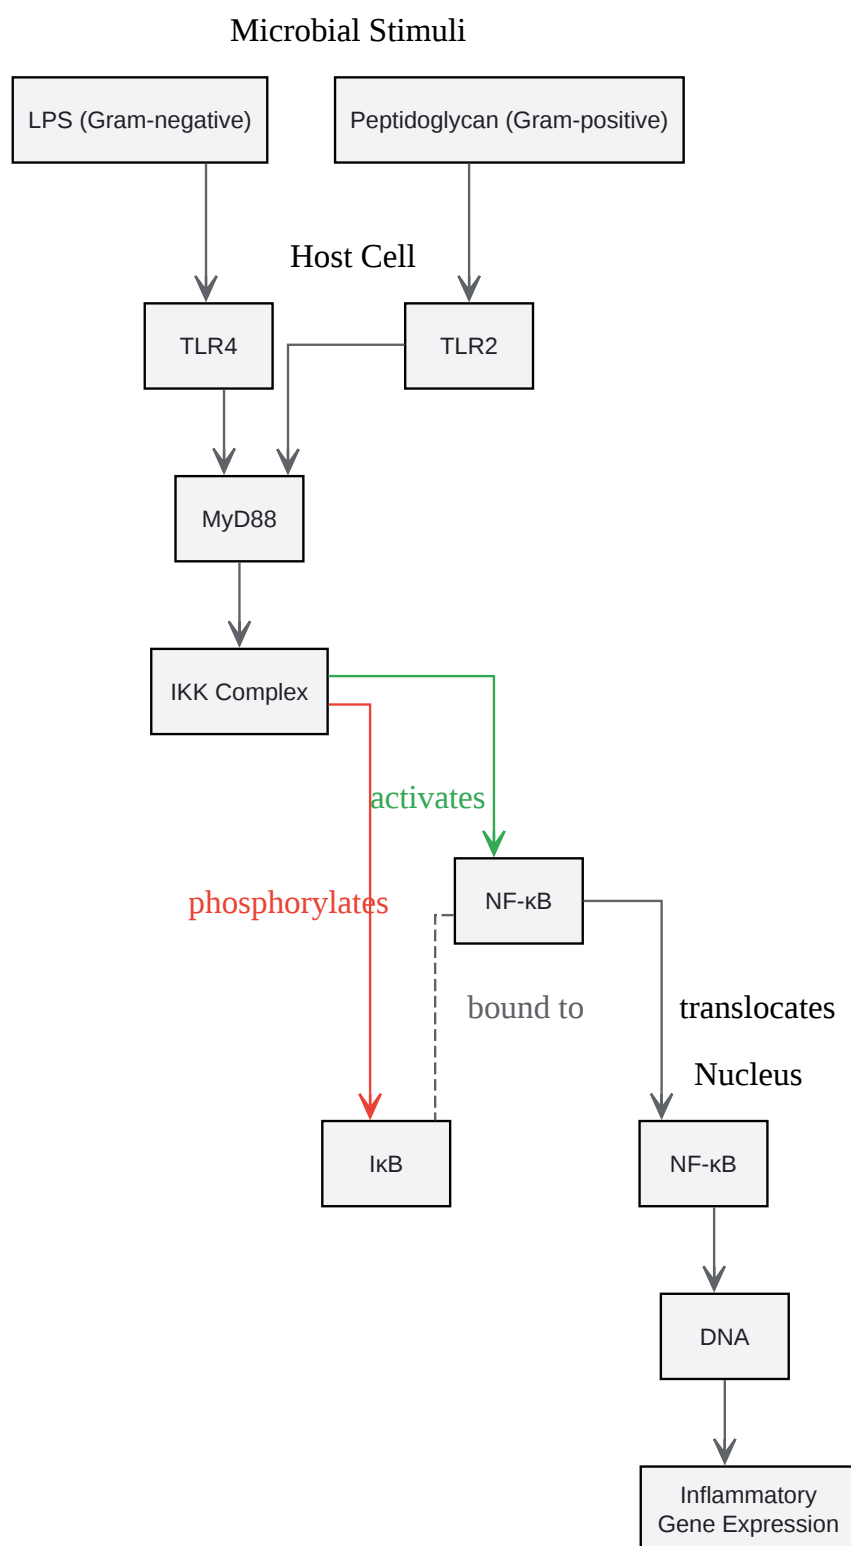 Microbial Stimuli
LPS (Gram-negative)
Peptidoglycan (Gram-positive)
Host Cell
TLR4
TLR2
MyD88
IKK Complex
activates
phosphorylates
NF-κB
bound to
translocates
Nucleus
IκB
NF-κB
DNA
Inflammatory
Gene Expression